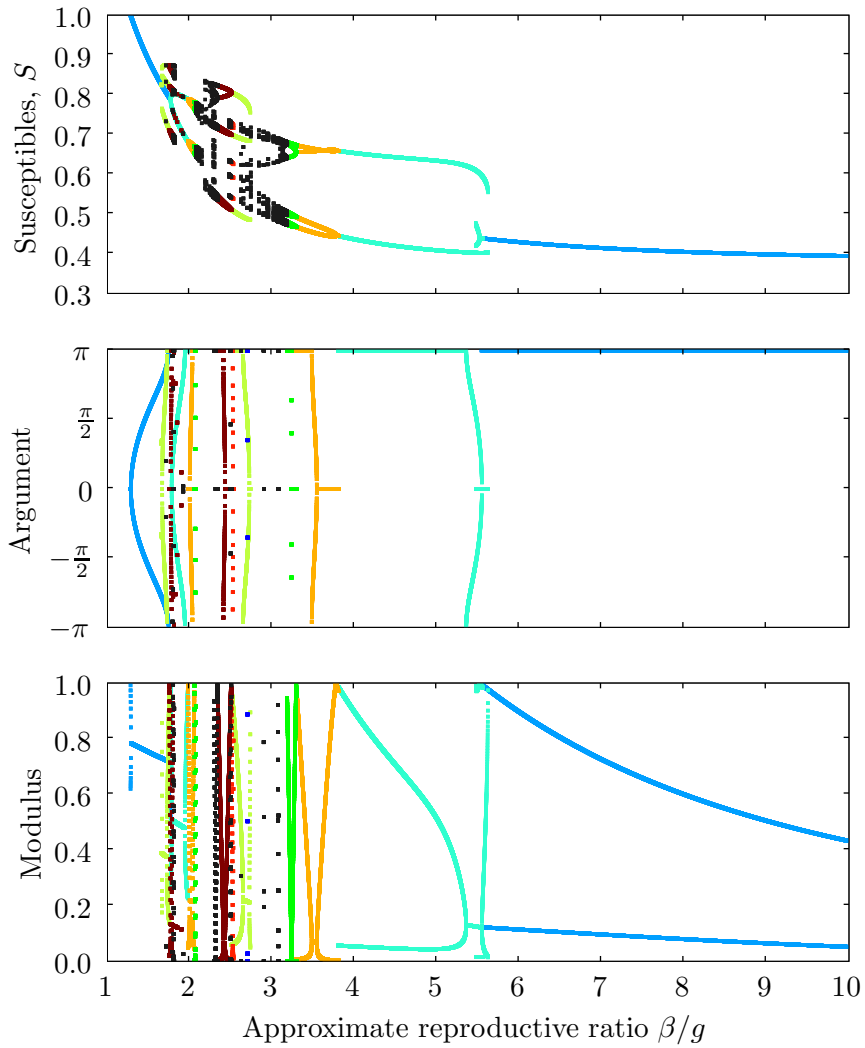 1.0
0.9
0.8
0.7
0.6
0.5
0.4
0.3
Susceptibles, S
π
π/2
0
−π/2
−π
Argument
1.0
0.8
0.6
0.4
0.2
0.0
Modulus
1 2 3 4 5 6 7 8 9 10
Approximate reproductive ratio β/g